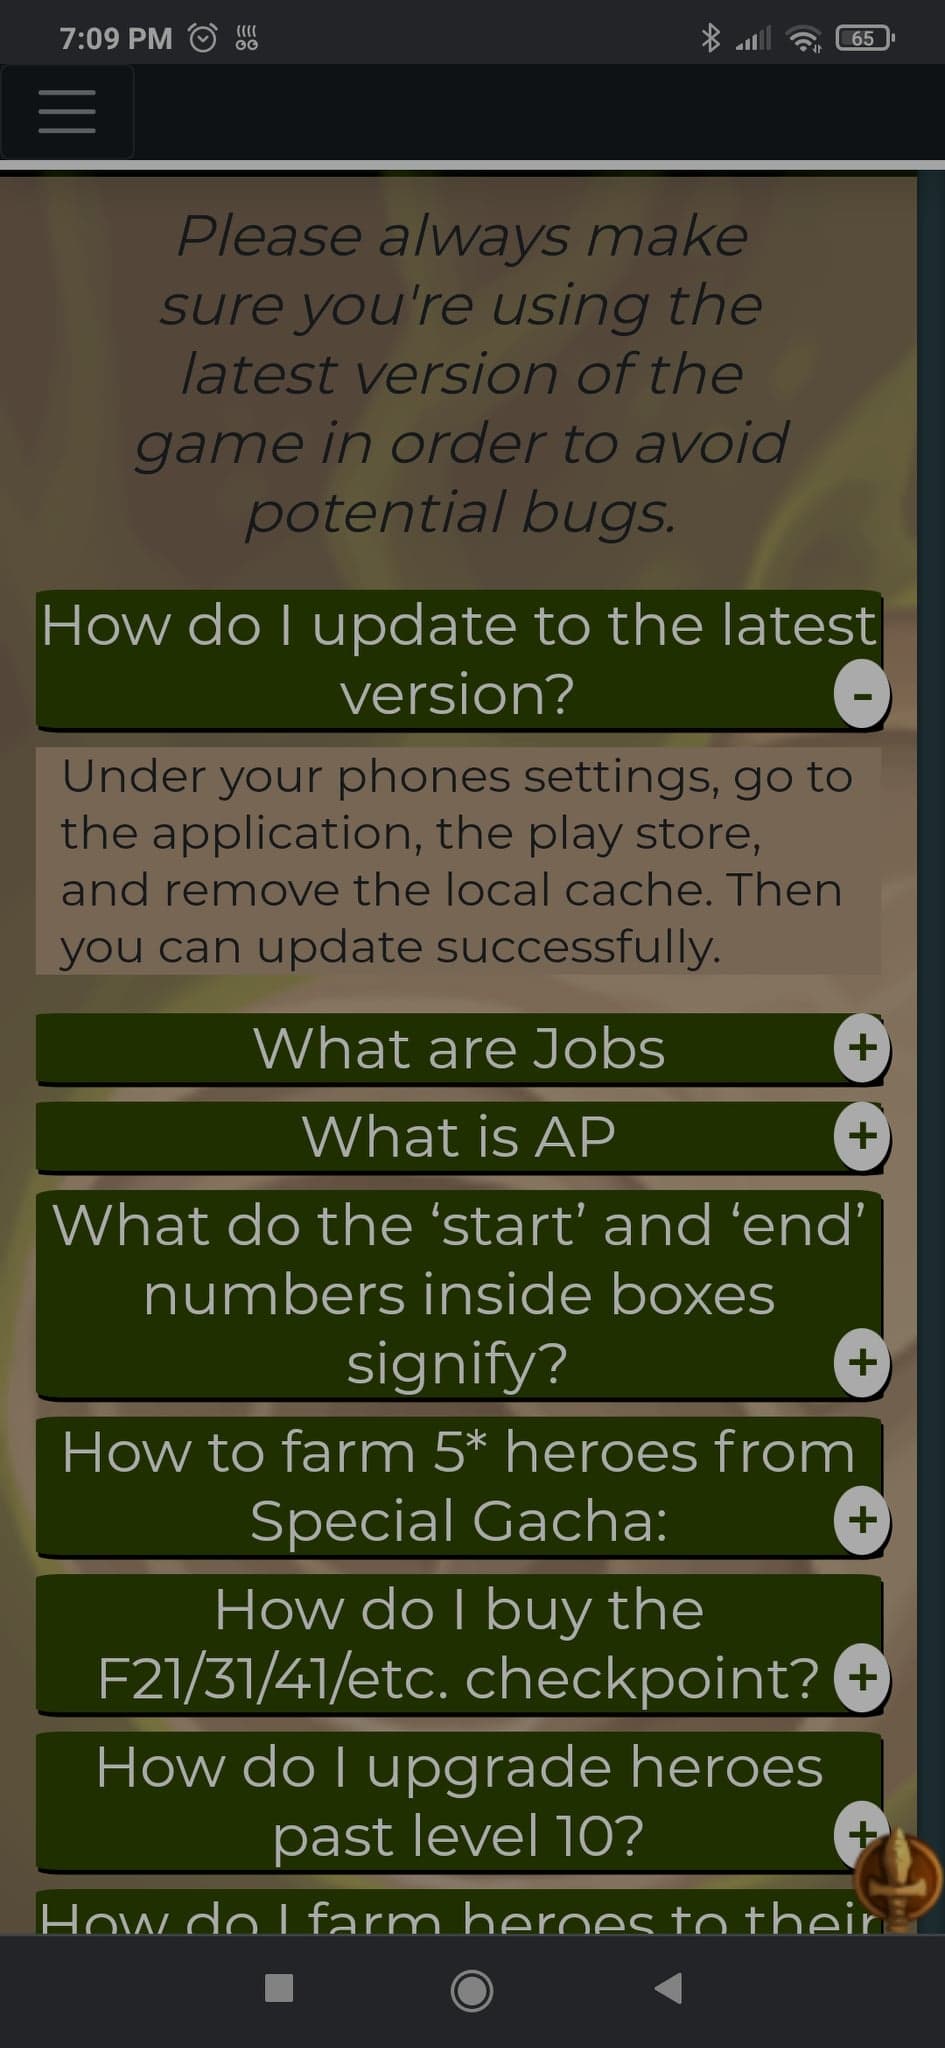 7:09 PM
65
Please always make
sure you're using the
latest version of the
game in order to avoid
potential bugs.
How do I update to the latest
version?
-
Under your phones settings, go to
the application, the play store,
and remove the local cache. Then
you can update successfully.
What are Jobs
+
What is AP
+
What do the ‘start’ and ‘end’
numbers inside boxes
signify?
+
How to farm 5* heroes from
Special Gacha:
+
How do I buy the
F21/31/41/etc. checkpoint?
+
How do I upgrade heroes
past level 10?
+
How do I farm heroes to their